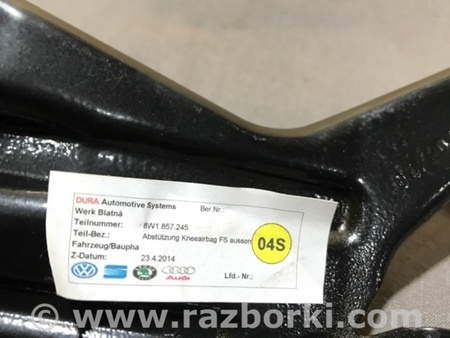 DURA Automotive Systems Ber.Nr.:
Werk Blatná
Teilnummer: 8W1.857.245
Teil-Bez.: Abstützung Kneeairbag FS aussen
Fahrzeug/Baupha
04S
Z-Datum: 23.4.2014
Lfd.-Nr.:
Audi
www.razborki.com